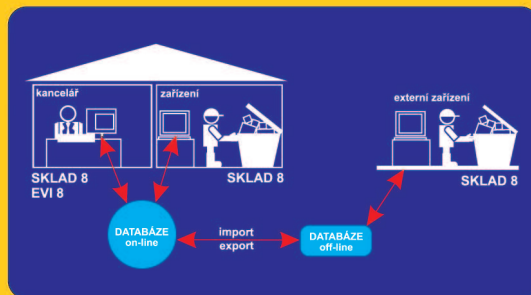 kancelář
zařízení
externí zařízení
SKLAD 8
EVI 8
SKLAD 8
SKLAD 8
DATABÁZE
on-line
import
export
DATABÁZE
off-line